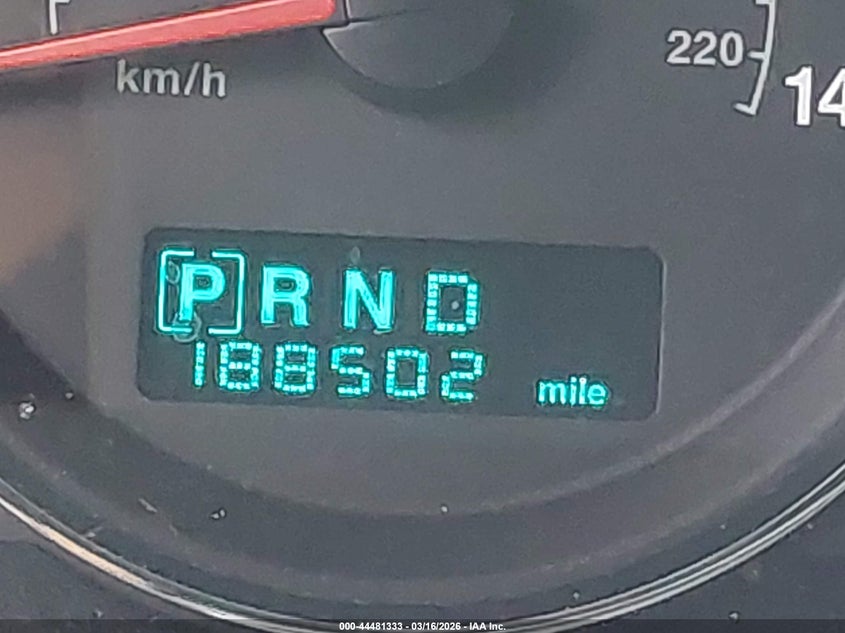 km/h
220
14
[P] R N D
188502 mile
000-44481333 - 03/16/2026 - IAA Inc.